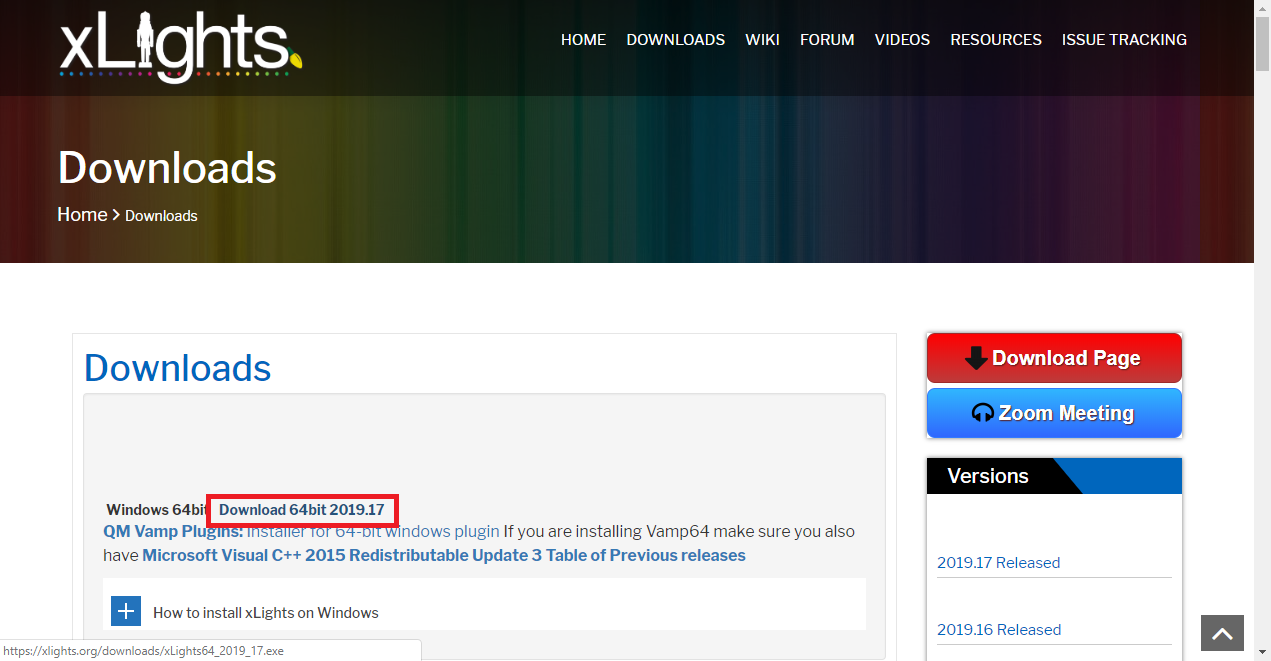 xLights
HOME DOWNLOADS WIKI FORUM VIDEOS RESOURCES ISSUE TRACKING
Downloads
Home > Downloads
Downloads
Windows 64bit Download 64bit 2019.17
QM Vamp Plugins: Installer for 64-bit windows plugin If you are installing Vamp64 make sure you also
have Microsoft Visual C++ 2015 Redistributable Update 3 Table of Previous releases
How to install xLights on Windows
Download Page
Zoom Meeting
Versions
2019.17 Released
2019.16 Released
https://xlights.org/downloads/xLights64_2019_17.exe